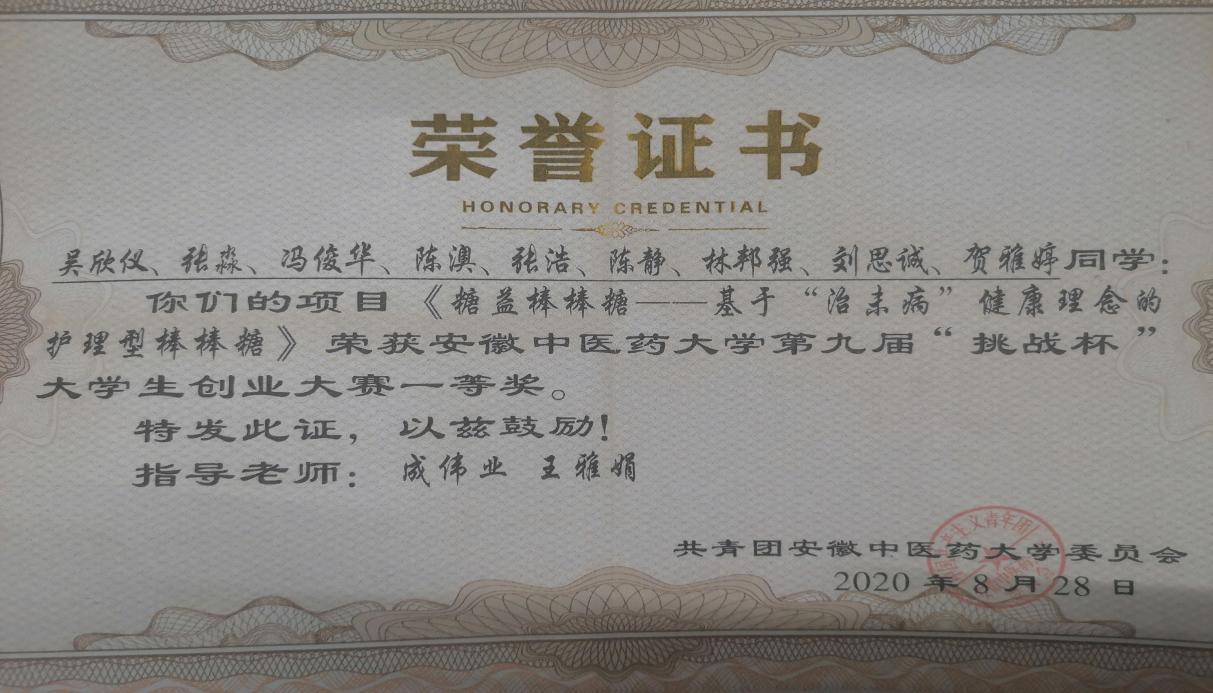 荣誉证书
HONORARY CREDENTIAL
吴欣仪、张淼、冯俊华、陈澳、张浩、陈静、林邦强、刘思诚、贺雅婷同学：
你们的项目《糖益棒棒糖——基于“治未病”健康理念的
护理型棒棒糖》荣获安徽中医药大学第九届“挑战杯”
大学生创业大赛一等奖。
特发此证，以兹鼓励！
指导老师：成伟业 王雅娟
共青团安徽中医药大学委员会
2020年8月28日